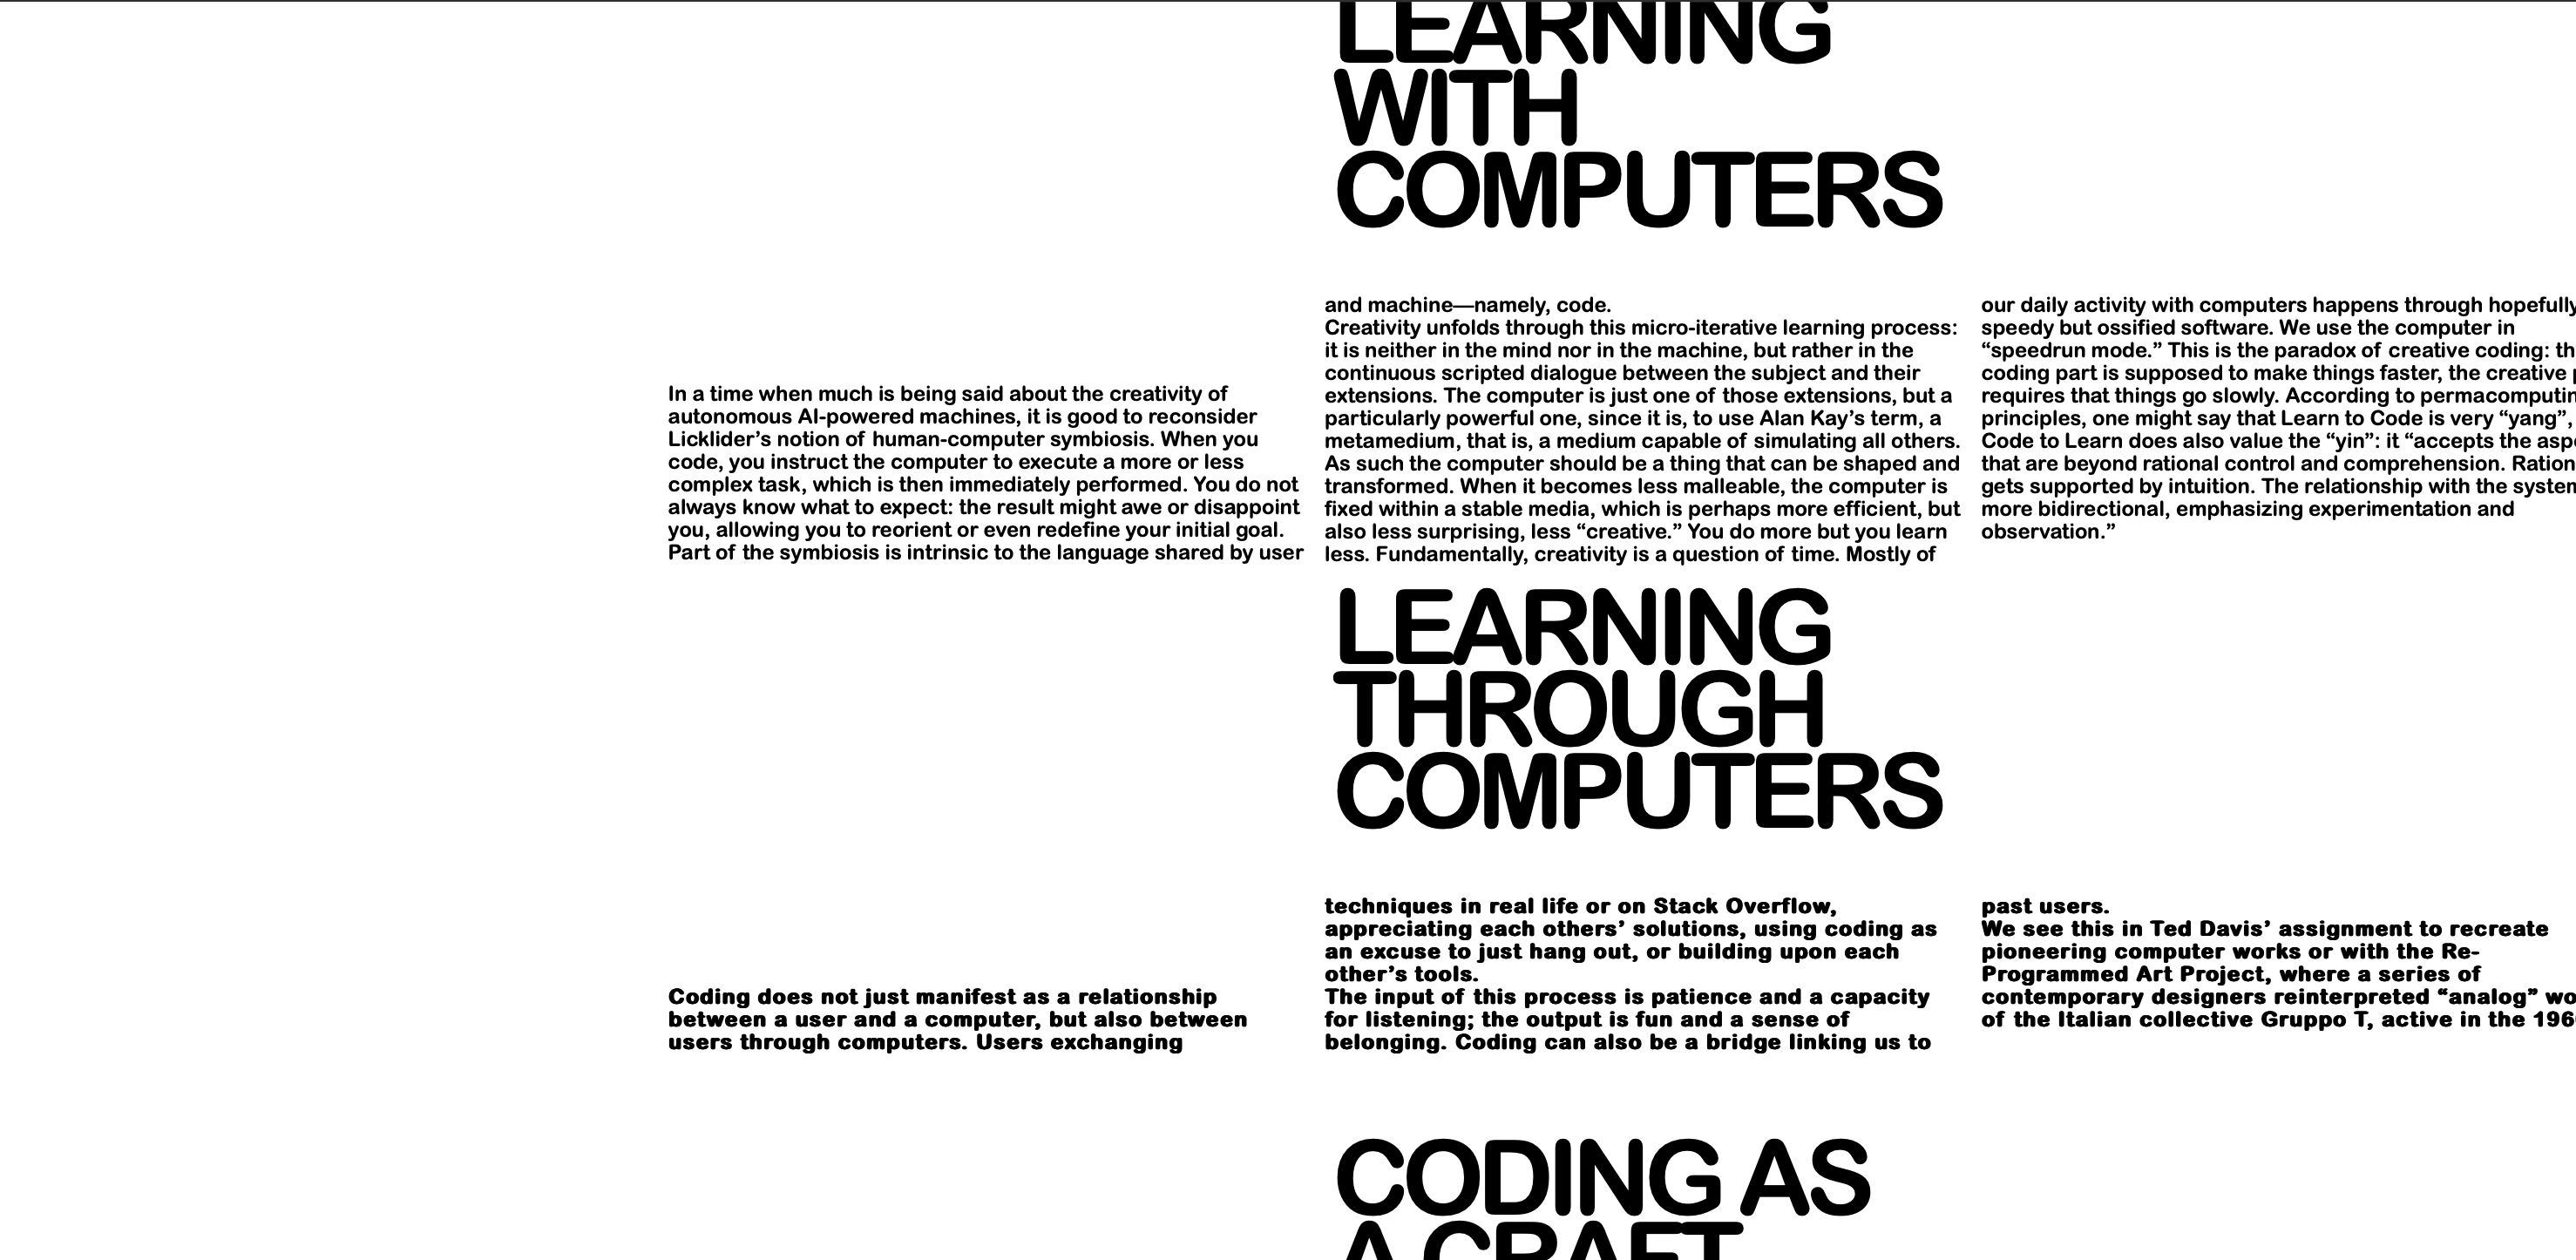 LEARNING
WITH
COMPUTERS
In a time when much is being said about the creativity of
autonomous AI-powered machines, it is good to reconsider
Licklider’s notion of human-computer symbiosis. When you
code, you instruct the computer to execute a more or less
complex task, which is then immediately performed. You do not
always know what to expect: the result might awe or disappoint
you, allowing you to reorient or even redefine your initial goal.
Part of the symbiosis is intrinsic to the language shared by user
and machine—namely, code.
Creativity unfolds through this micro-iterative learning process:
it is neither in the mind nor in the machine, but rather in the
continuous scripted dialogue between the subject and their
extensions. The computer is just one of those extensions, but a
particularly powerful one, since it is, to use Alan Kay’s term, a
metamedium, that is, a medium capable of simulating all others.
As such the computer should be a thing that can be shaped and
transformed. When it becomes less malleable, the computer is
fixed within a stable media, which is perhaps more efficient, but
also less surprising, less “creative.” You do more but you learn
less. Fundamentally, creativity is a question of time. Mostly of
our daily activity with computers happens through hopefully
speedy but ossified software. We use the computer in
“speedrun mode.” This is the paradox of creative coding: th
coding part is supposed to make things faster, the creative
requires that things go slowly. According to permacomputin
principles, one might say that Learn to Code is very “yang”,
Code to Learn does also value the “yin”: it “accepts the asp
that are beyond rational control and comprehension. Ration
gets supported by intuition. The relationship with the system
more bidirectional, emphasizing experimentation and
observation.”
LEARNING
THROUGH
COMPUTERS
Coding does not just manifest as a relationship
between a user and a computer, but also between
users through computers. Users exchanging
techniques in real life or on Stack Overflow,
appreciating each others’ solutions, using coding as
an excuse to just hang out, or building upon each
other’s tools.
The input of this process is patience and a capacity
for listening; the output is fun and a sense of
belonging. Coding can also be a bridge linking us to
past users.
We see this in Ted Davis’ assignment to recreate
pioneering computer works or with the Re-
Programmed Art Project, where a series of
contemporary designers reinterpreted “analog” wo
of the Italian collective Gruppo T, active in the 196
CODING AS
A CRAFT